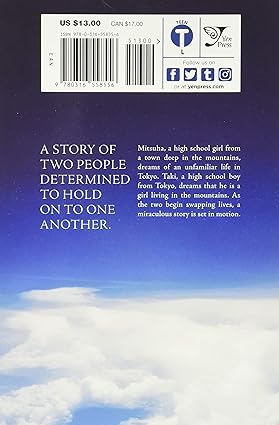 US $13.00 CAN $17.00
ISBN 978-0-316-55855-6
51300
EAN
9 780316 558556
TEEN
T
L
Yen
Press
Follow us on
or at yenpress.com
A STORY OF
TWO PEOPLE
DETERMINED
TO HOLD
ON TO ONE
ANOTHER.
Mitsuha, a high school girl from
a town deep in the mountains,
dreams of an unfamiliar life in
Tokyo. Taki, a high school boy
from Tokyo, dreams that he is a
girl living in the mountains. As
the two begin swapping lives, a
miraculous story is set in motion.